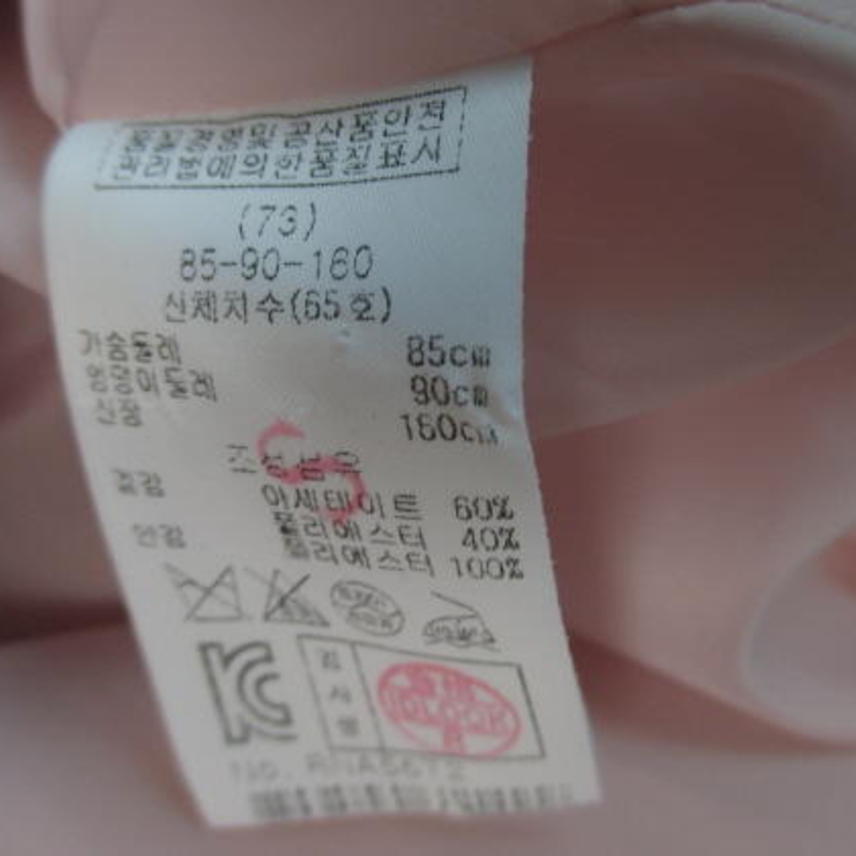 품질경영및공산품안전
관리법에의한품질표시
(73)
85-90-160
신체치수(65호)
가슴둘레 85cm
엉덩이둘레 90cm
신장 160cm
조성섬유
겉감 아세테이트 60%
폴리에스터 40%
안감 폴리에스터 100%
검사필
No.